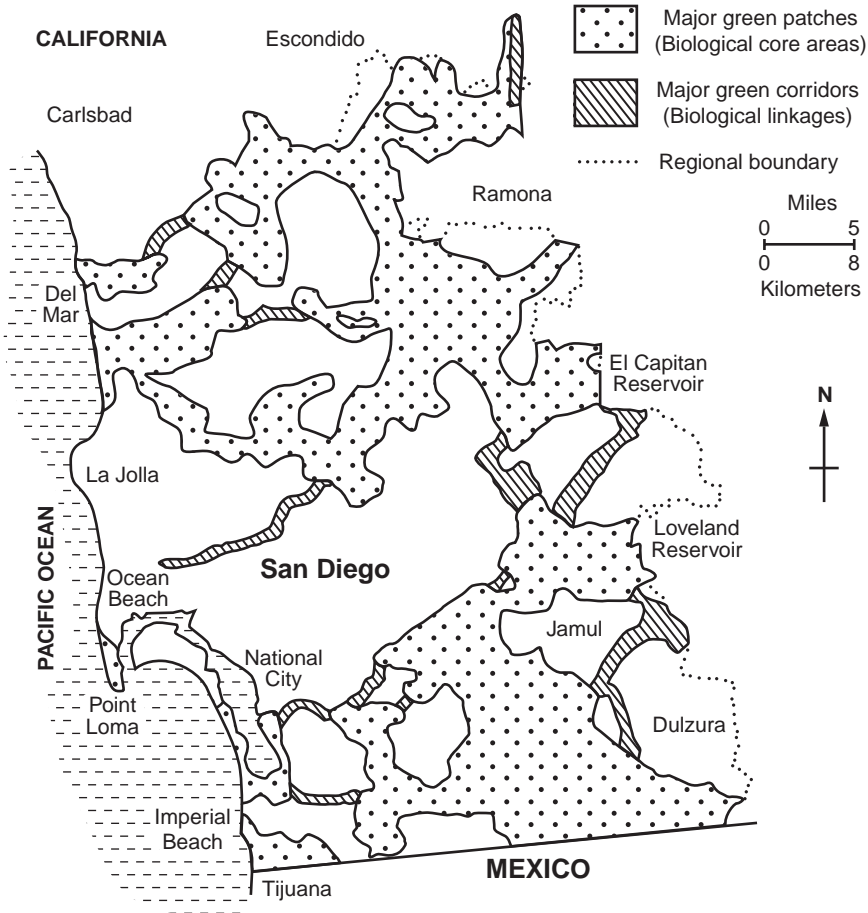 CALIFORNIA
Escondido
Carlsbad
Major green patches
(Biological core areas)
Major green corridors
(Biological linkages)
Regional boundary
Ramona
Miles
0 5
0 8
Kilometers
Del
Mar
El Capitan
Reservoir
N
La Jolla
PACIFIC OCEAN
Loveland
Reservoir
San Diego
Ocean
Beach
Jamul
National
City
Point
Loma
Dulzura
Imperial
Beach
MEXICO
Tijuana